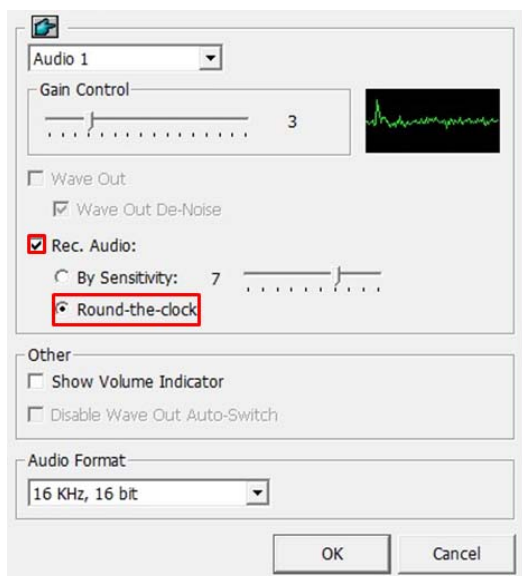 Audio 1
Gain Control
3
Wave Out
Wave Out De-Noise
Rec. Audio:
By Sensitivity: 7
Round-the-clock
Other
Show Volume Indicator
Disable Wave Out Auto-Switch
Audio Format
16 KHz, 16 bit
OK Cancel